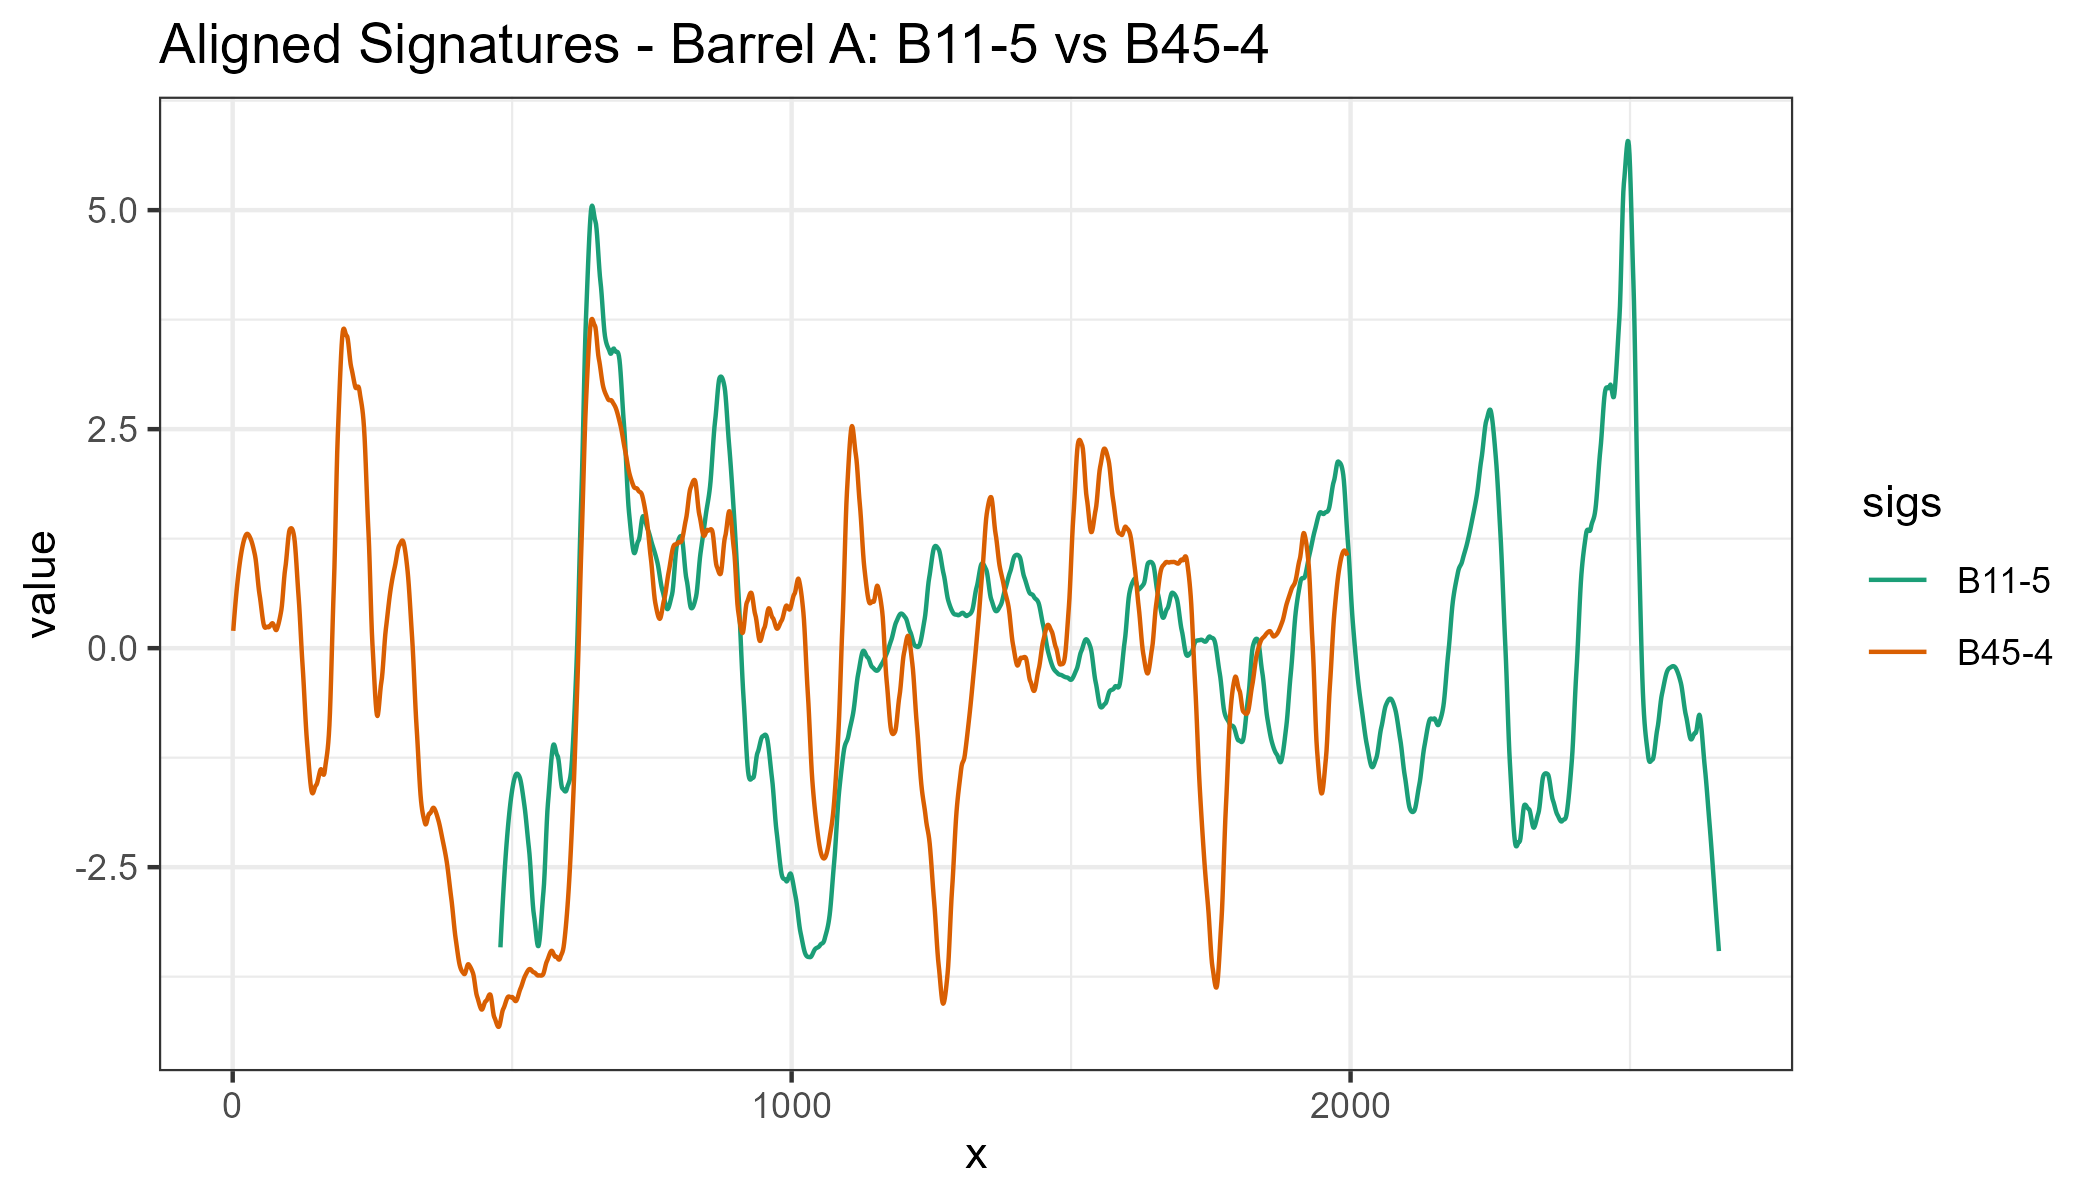 Aligned Signatures - Barrel A: B11-5 vs B45-4
value
5.0
2.5
0.0
-2.5
0
1000
2000
x
sigs
B11-5
B45-4